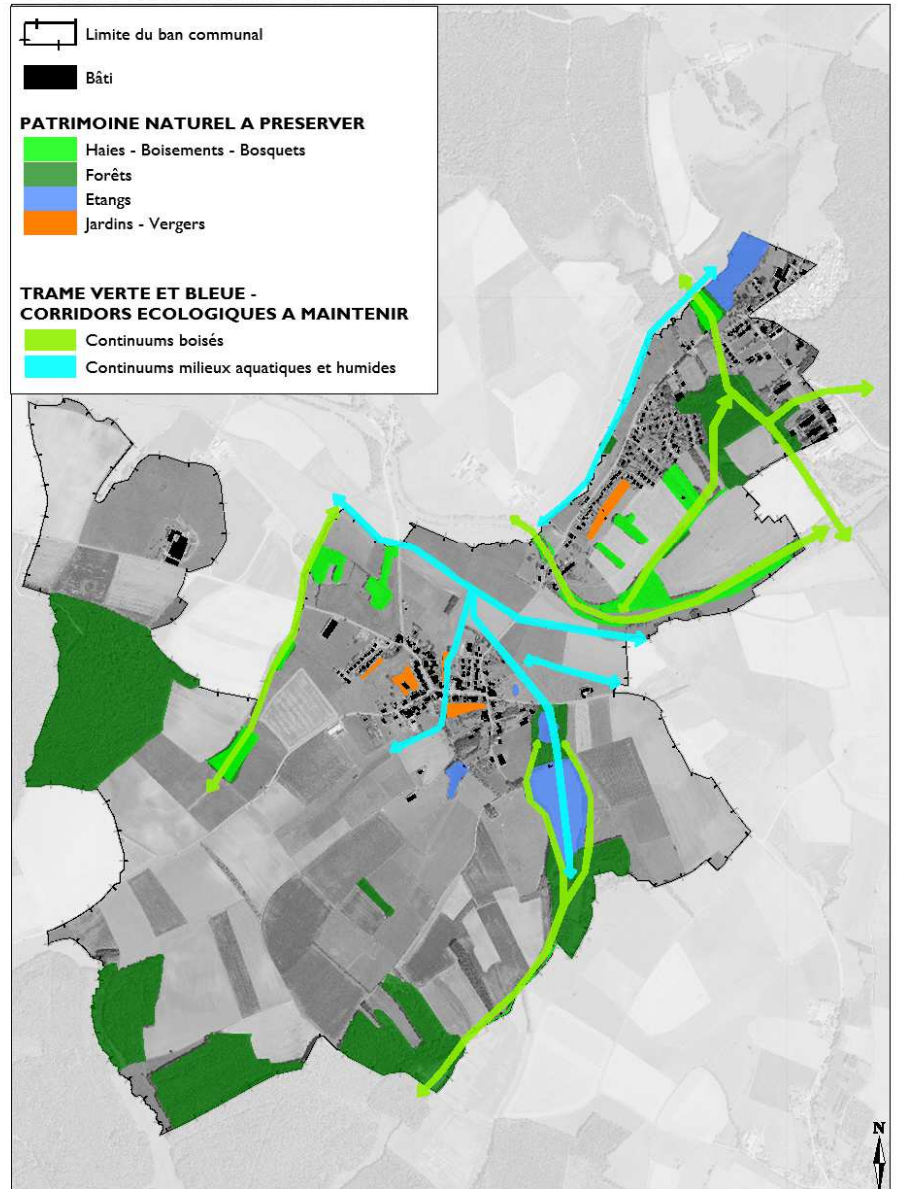 Limite du ban communal
Bâti
PATRIMOINE NATUREL A PRESERVER
Haies - Boisements - Bosquets
Forêts
Etangs
Jardins - Vergers
TRAME VERTE ET BLEUE -
CORRIDORS ECOLOGIQUES A MAINTENIR
Continuums boisés
Continuums milieux aquatiques et humides
N